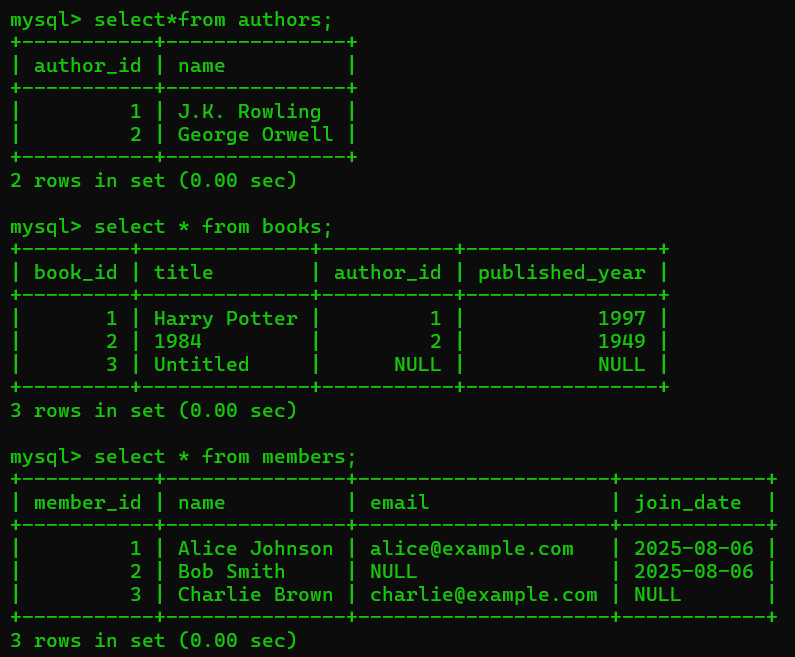 mysql> select*from authors;
+-----------+---------------+
| author_id | name          |
+-----------+---------------+
|         1 | J.K. Rowling  |
|         2 | George Orwell |
+-----------+---------------+
2 rows in set (0.00 sec)

mysql> select * from books;
+---------+--------------+-----------+----------------+
| book_id | title        | author_id | published_year |
+---------+--------------+-----------+----------------+
|       1 | Harry Potter |         1 |           1997 |
|       2 | 1984         |         2 |           1949 |
|       3 | Untitled     |      NULL |           NULL |
+---------+--------------+-----------+----------------+
3 rows in set (0.00 sec)

mysql> select * from members;
+-----------+---------------+---------------------+------------+
| member_id | name          | email               | join_date  |
+-----------+---------------+---------------------+------------+
|         1 | Alice Johnson | alice@example.com   | 2025-08-06 |
|         2 | Bob Smith     | NULL                | 2025-08-06 |
|         3 | Charlie Brown | charlie@example.com | NULL       |
+-----------+---------------+---------------------+------------+
3 rows in set (0.00 sec)